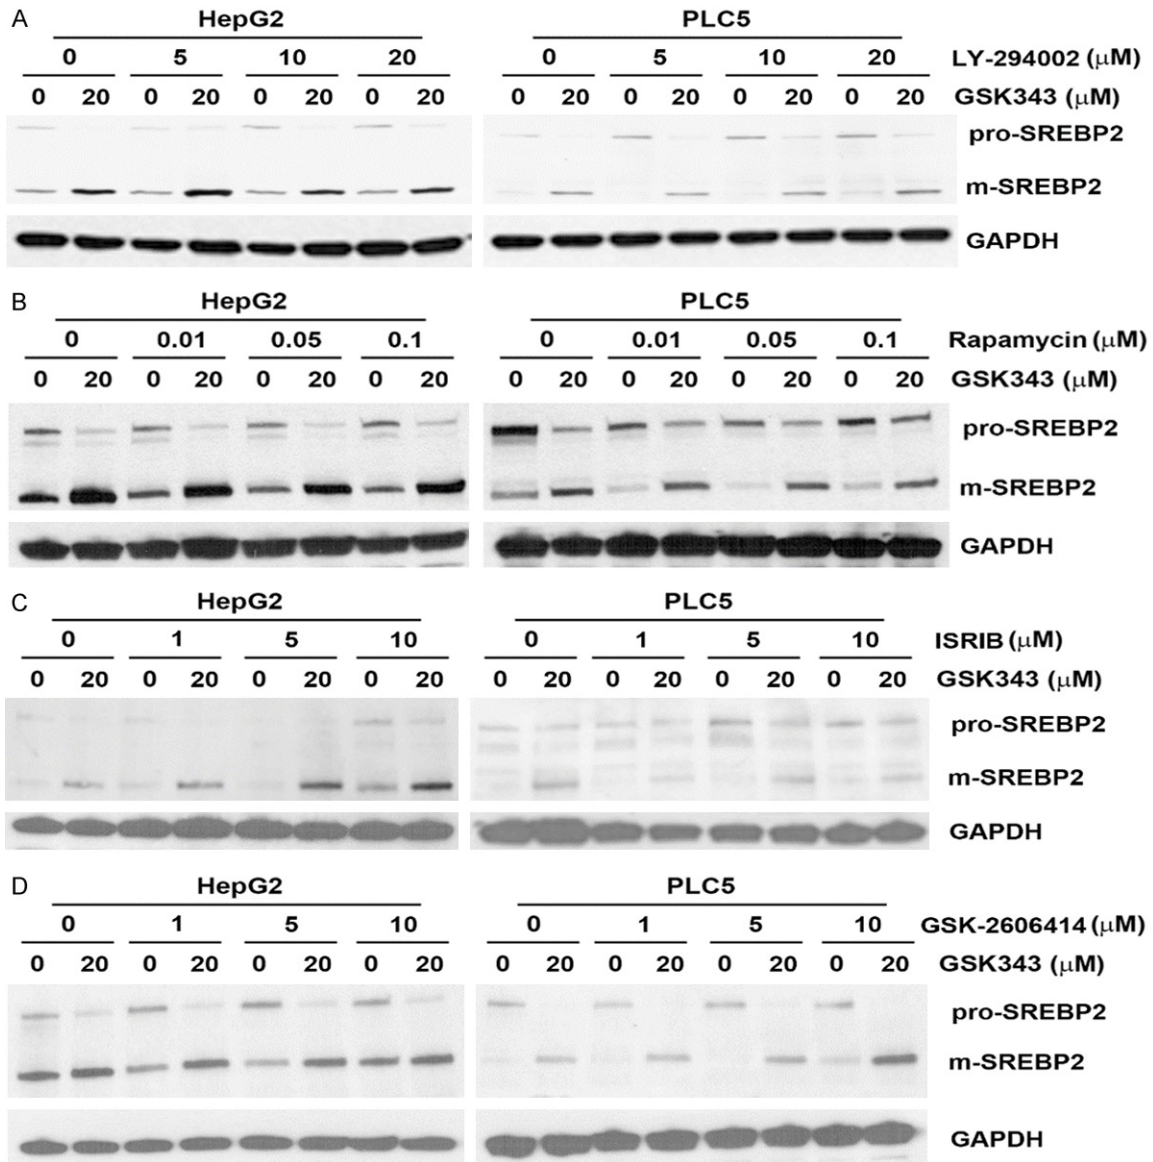 A
HepG2 PLC5
0 5 10 20 0 5 10 20 LY-294002 (μM)
0 20 0 20 0 20 0 20 0 20 0 20 0 20 0 20 GSK343 (μM)
pro-SREBP2
m-SREBP2
GAPDH
B
HepG2 PLC5
0 0.01 0.05 0.1 0 0.01 0.05 0.1 Rapamycin (μM)
0 20 0 20 0 20 0 20 0 20 0 20 0 20 0 20 GSK343 (μM)
pro-SREBP2
m-SREBP2
GAPDH
C
HepG2 PLC5
0 1 5 10 0 1 5 10 ISRIB (μM)
0 20 0 20 0 20 0 20 0 20 0 20 0 20 0 20 GSK343 (μM)
pro-SREBP2
m-SREBP2
GAPDH
D
HepG2 PLC5
0 1 5 10 0 1 5 10 GSK-2606414 (μM)
0 20 0 20 0 20 0 20 0 20 0 20 0 20 0 20 GSK343 (μM)
pro-SREBP2
m-SREBP2
GAPDH